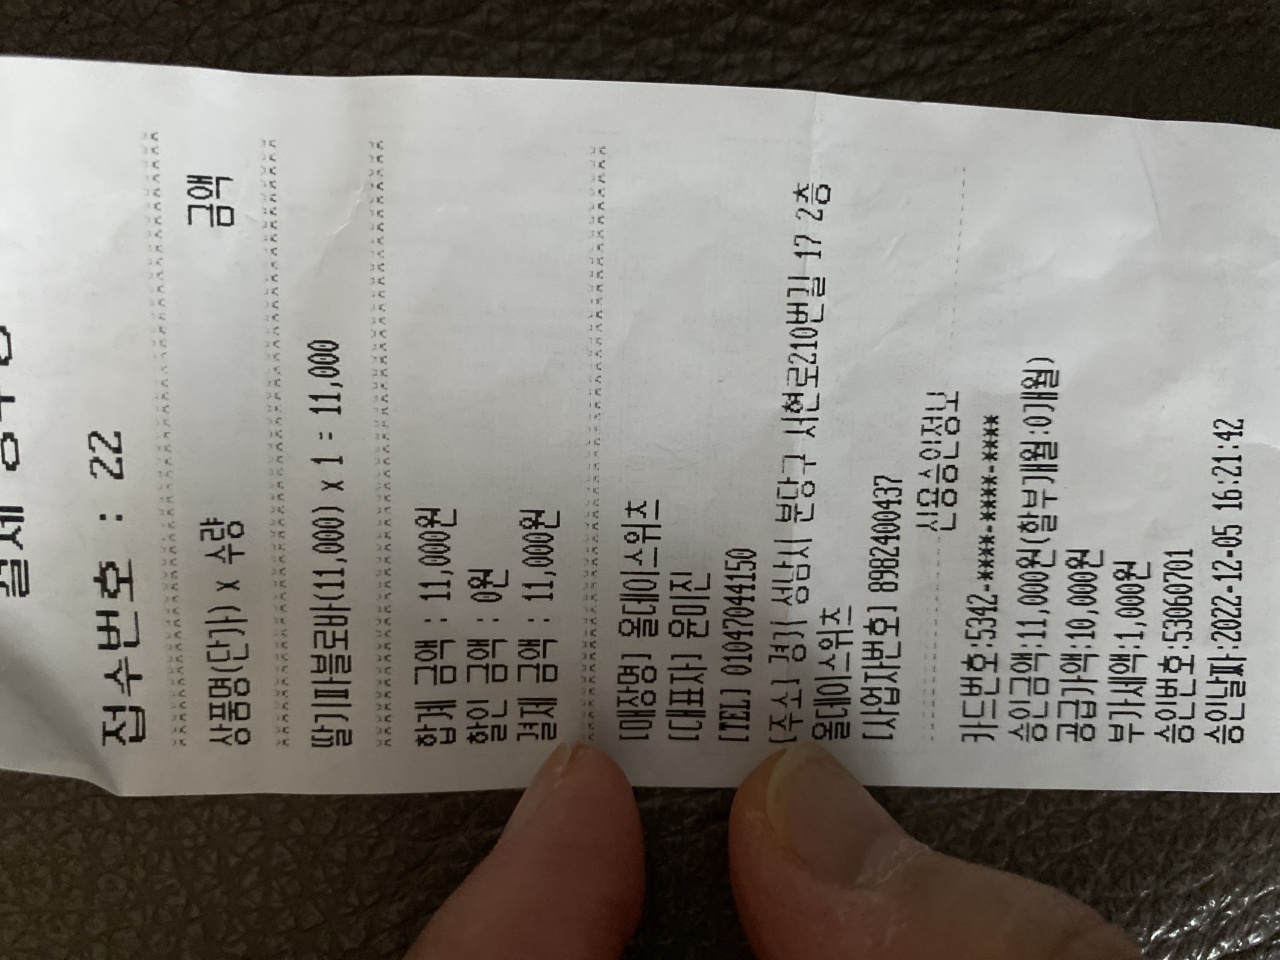 결제 영수증
접수번호 : 22
상품명(단가) x 수량 금액
딸기파블로바(11,000) x 1 = 11,000
합계 금액 : 11,000원
할인 금액 : 0원
결제 금액 : 11,000원
[매장명] 올데이스위츠
[대표자] 윤미진
[TEL] 01047044150
[주소] 경기 성남시 분당구 서현로210번길 17 2층
올데이스위츠
[사업자번호] 8982400437
신용승인정보
카드번호:5342-****-****-****
승인금액:11,000원(할부개월:0개월)
공급가액:10,000원
부가세액:1,000원
승인번호:53060701
승인날짜:2022-12-05 16:21:42